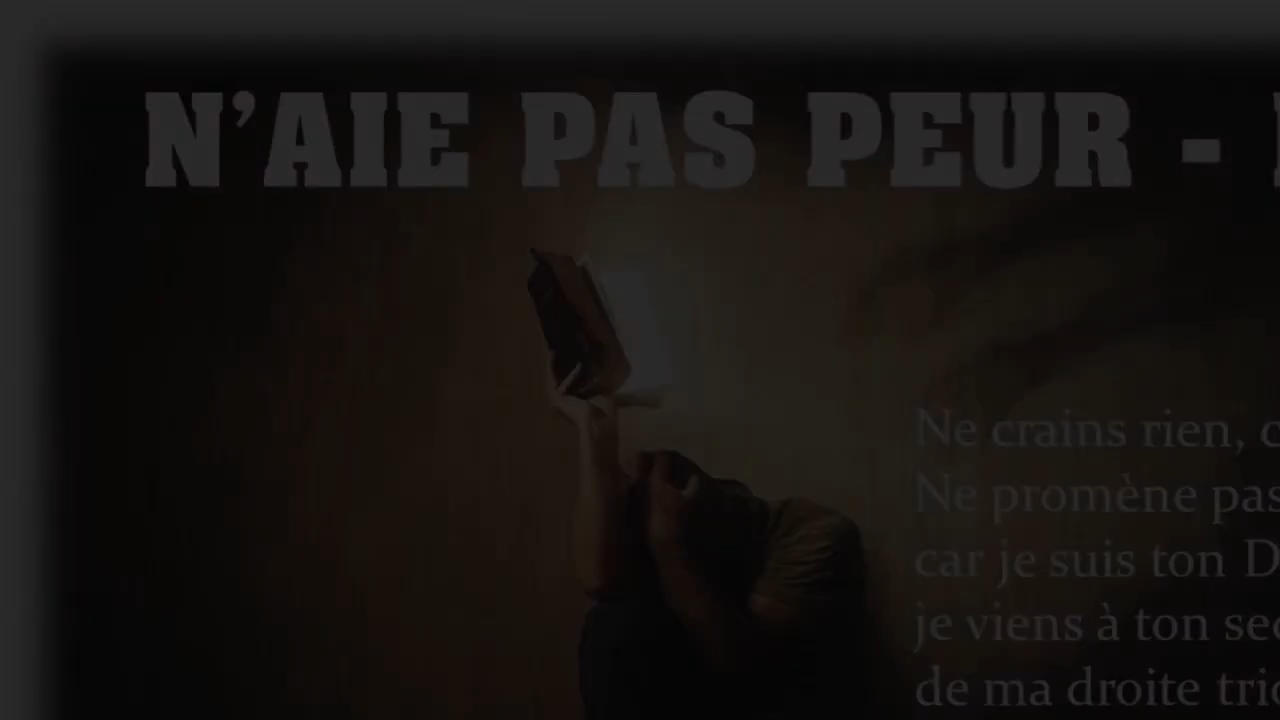 N’AIE PAS PEUR -
Ne crains rien,
Ne promène pas
car je suis ton
je viens à ton
de ma droite